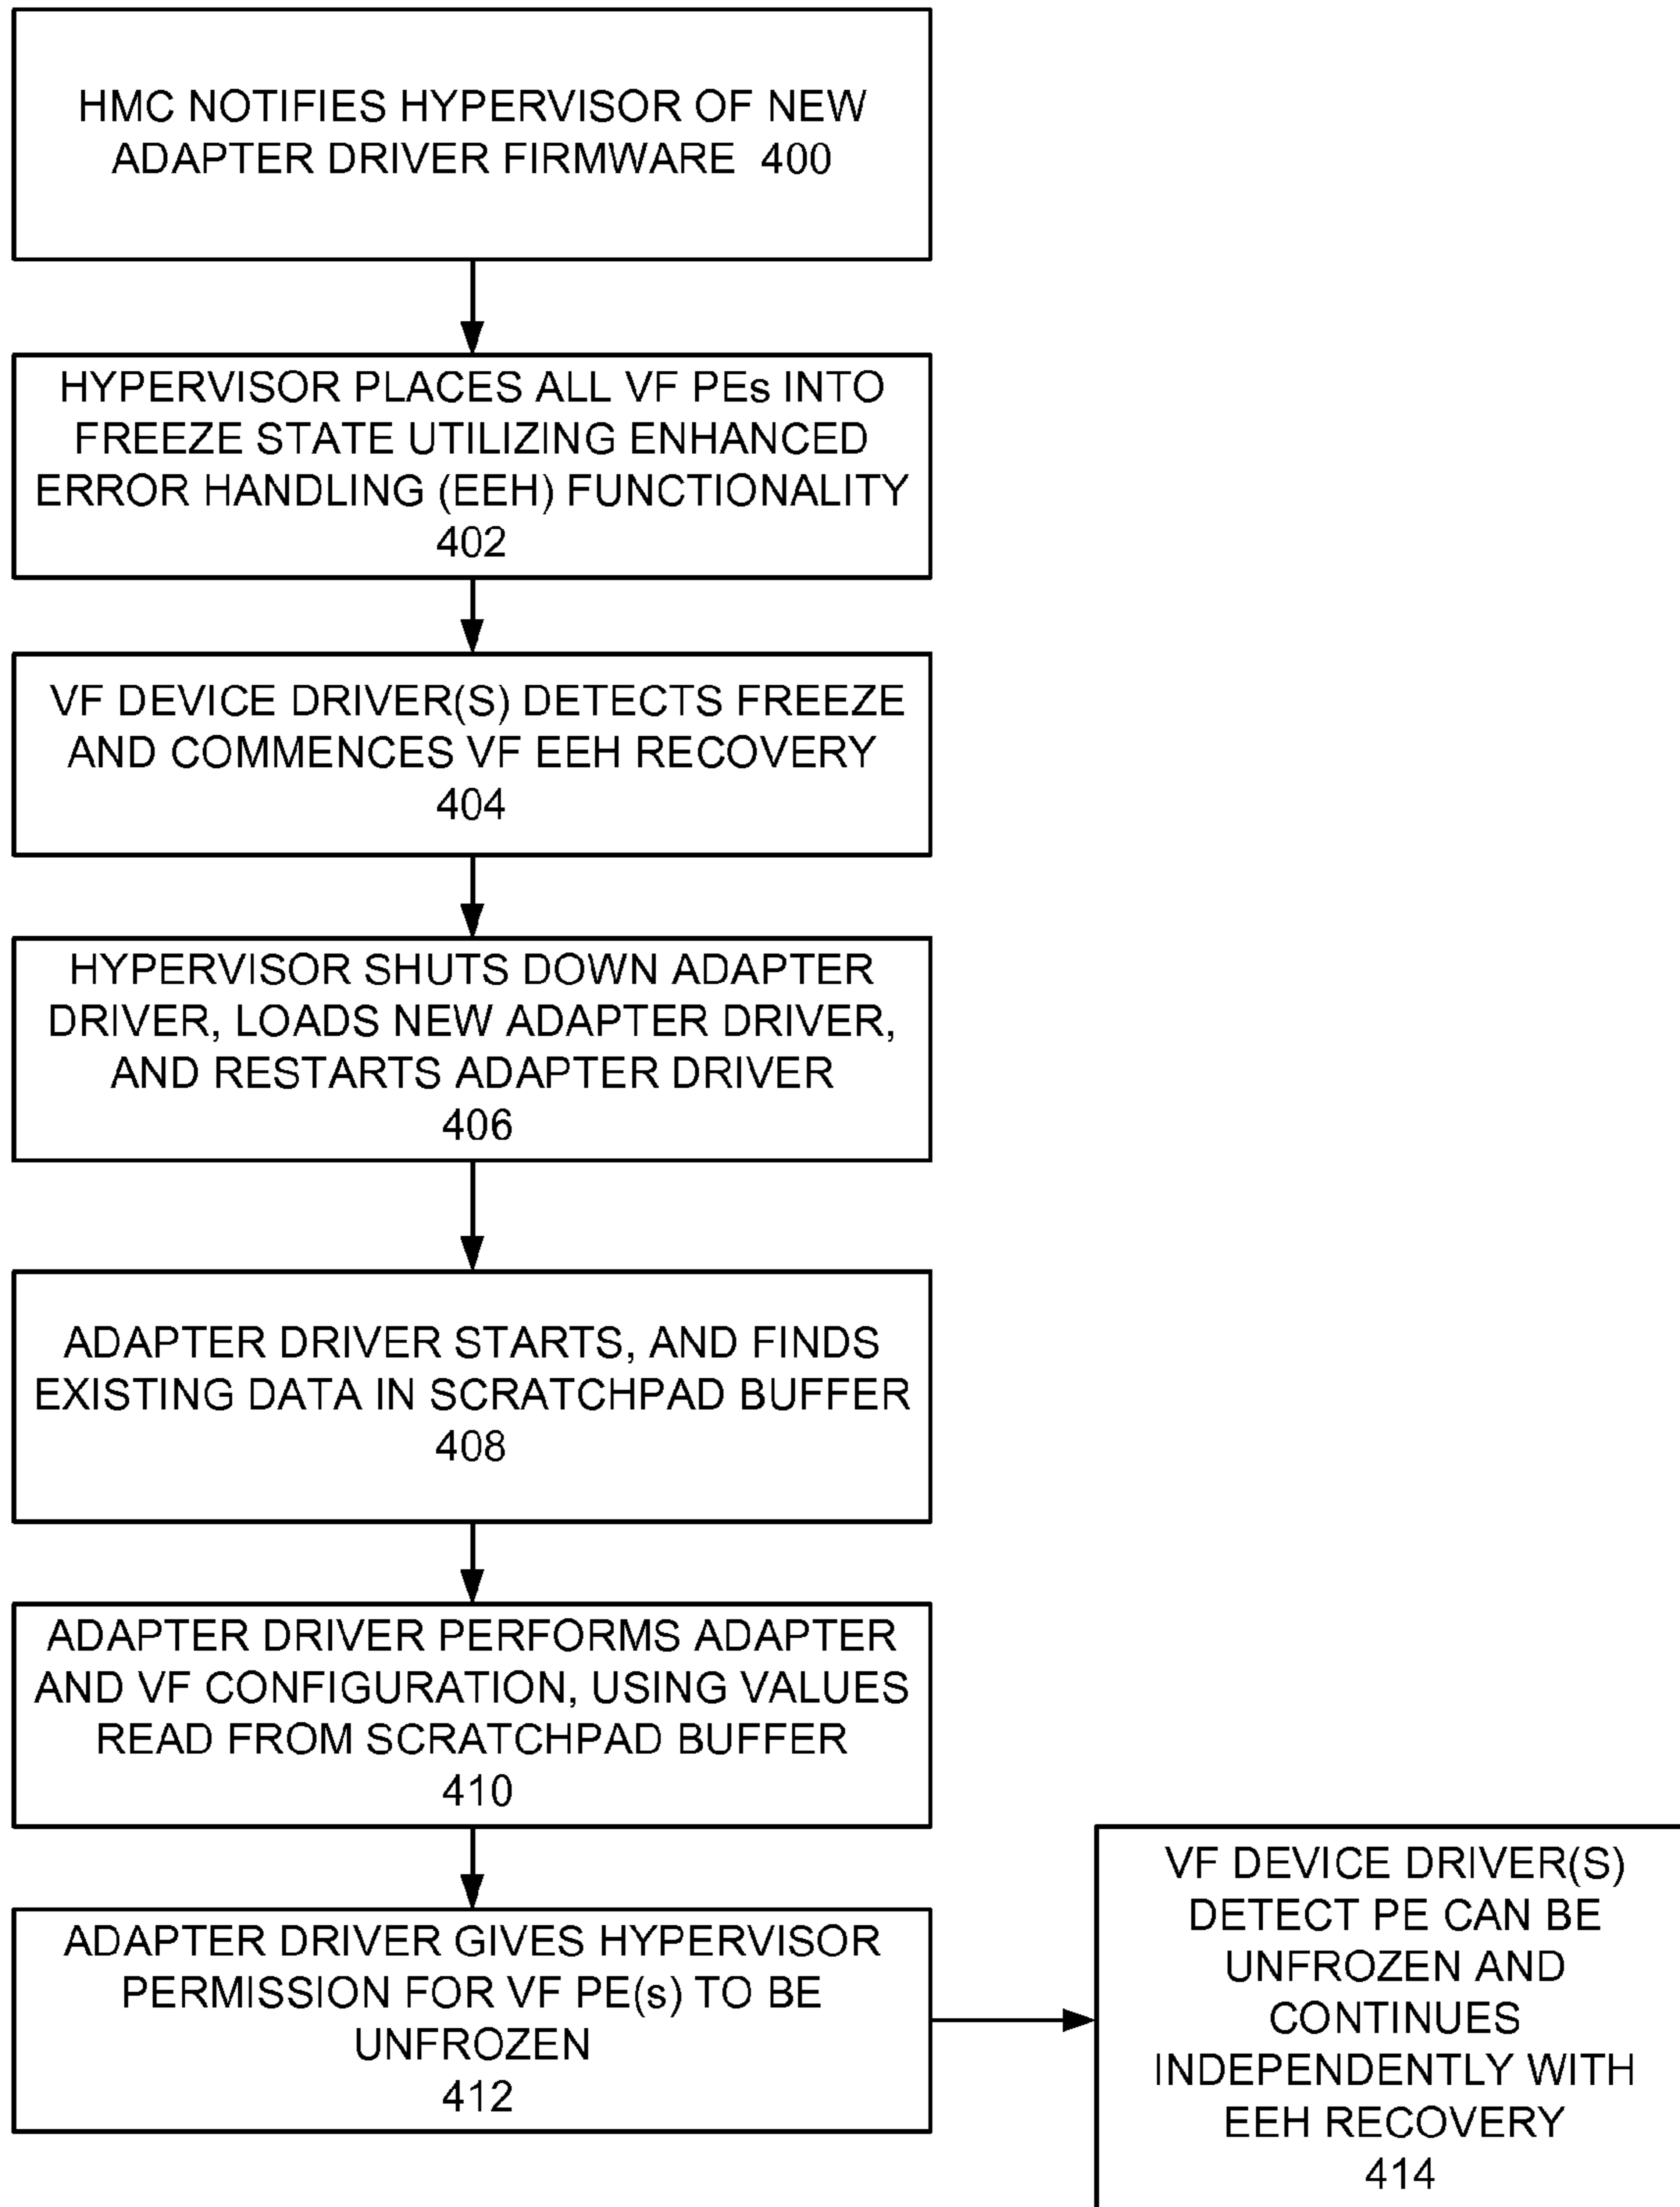 HMC NOTIFIES HYPERVISOR OF NEW
ADAPTER DRIVER FIRMWARE 400
HYPERVISOR PLACES ALL VF PEs INTO
FREEZE STATE UTILIZING ENHANCED
ERROR HANDLING (EEH) FUNCTIONALITY
402
VF DEVICE DRIVER(S) DETECTS FREEZE
AND COMMENCES VF EEH RECOVERY
404
HYPERVISOR SHUTS DOWN ADAPTER
DRIVER, LOADS NEW ADAPTER DRIVER,
AND RESTARTS ADAPTER DRIVER
406
ADAPTER DRIVER STARTS, AND FINDS
EXISTING DATA IN SCRATCHPAD BUFFER
408
ADAPTER DRIVER PERFORMS ADAPTER
AND VF CONFIGURATION, USING VALUES
READ FROM SCRATCHPAD BUFFER
410
ADAPTER DRIVER GIVES HYPERVISOR
PERMISSION FOR VF PE(s) TO BE
UNFROZEN
412
VF DEVICE DRIVER(S)
DETECT PE CAN BE
UNFROZEN AND
CONTINUES
INDEPENDENTLY WITH
EEH RECOVERY
414